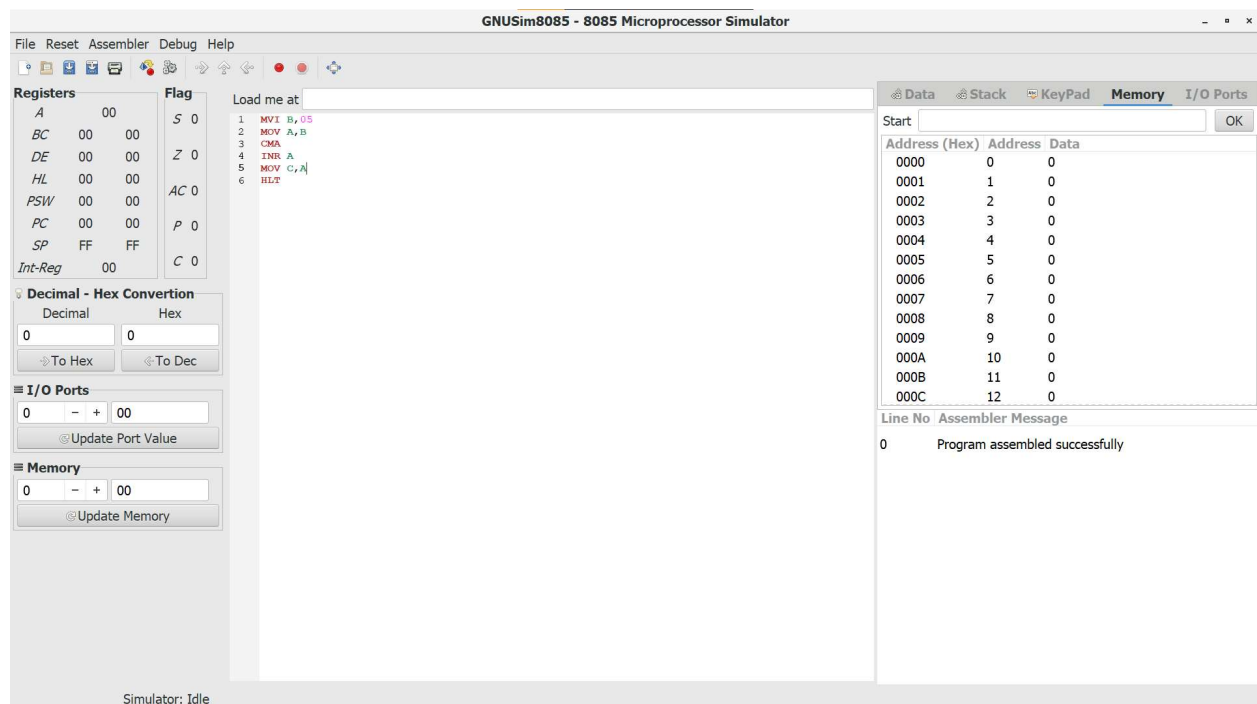 GNUSim8085 - 8085 Microprocessor Simulator
File Reset Assembler Debug Help
Registers
A 00
BC 00 00
DE 00 00
HL 00 00
PSW 00 00
PC 00 00
SP FF FF
Int-Reg 00
Flag
S 0
Z 0
AC 0
P 0
C 0
Decimal - Hex Convertion
Decimal Hex
0 0
To Hex To Dec
I/O Ports
0 - + 00
Update Port Value
Memory
0 - + 00
Update Memory
Load me at
1 MVI B,05
2 MOV A,B
3 CMA
4 INR A
5 MOV C,A
6 HLT
Data Stack KeyPad Memory I/O Ports
Start OK
Address (Hex) Address Data
0000 0 0
0001 1 0
0002 2 0
0003 3 0
0004 4 0
0005 5 0
0006 6 0
0007 7 0
0008 8 0
0009 9 0
000A 10 0
000B 11 0
000C 12 0
Line No Assembler Message
0 Program assembled successfully
Simulator: Idle